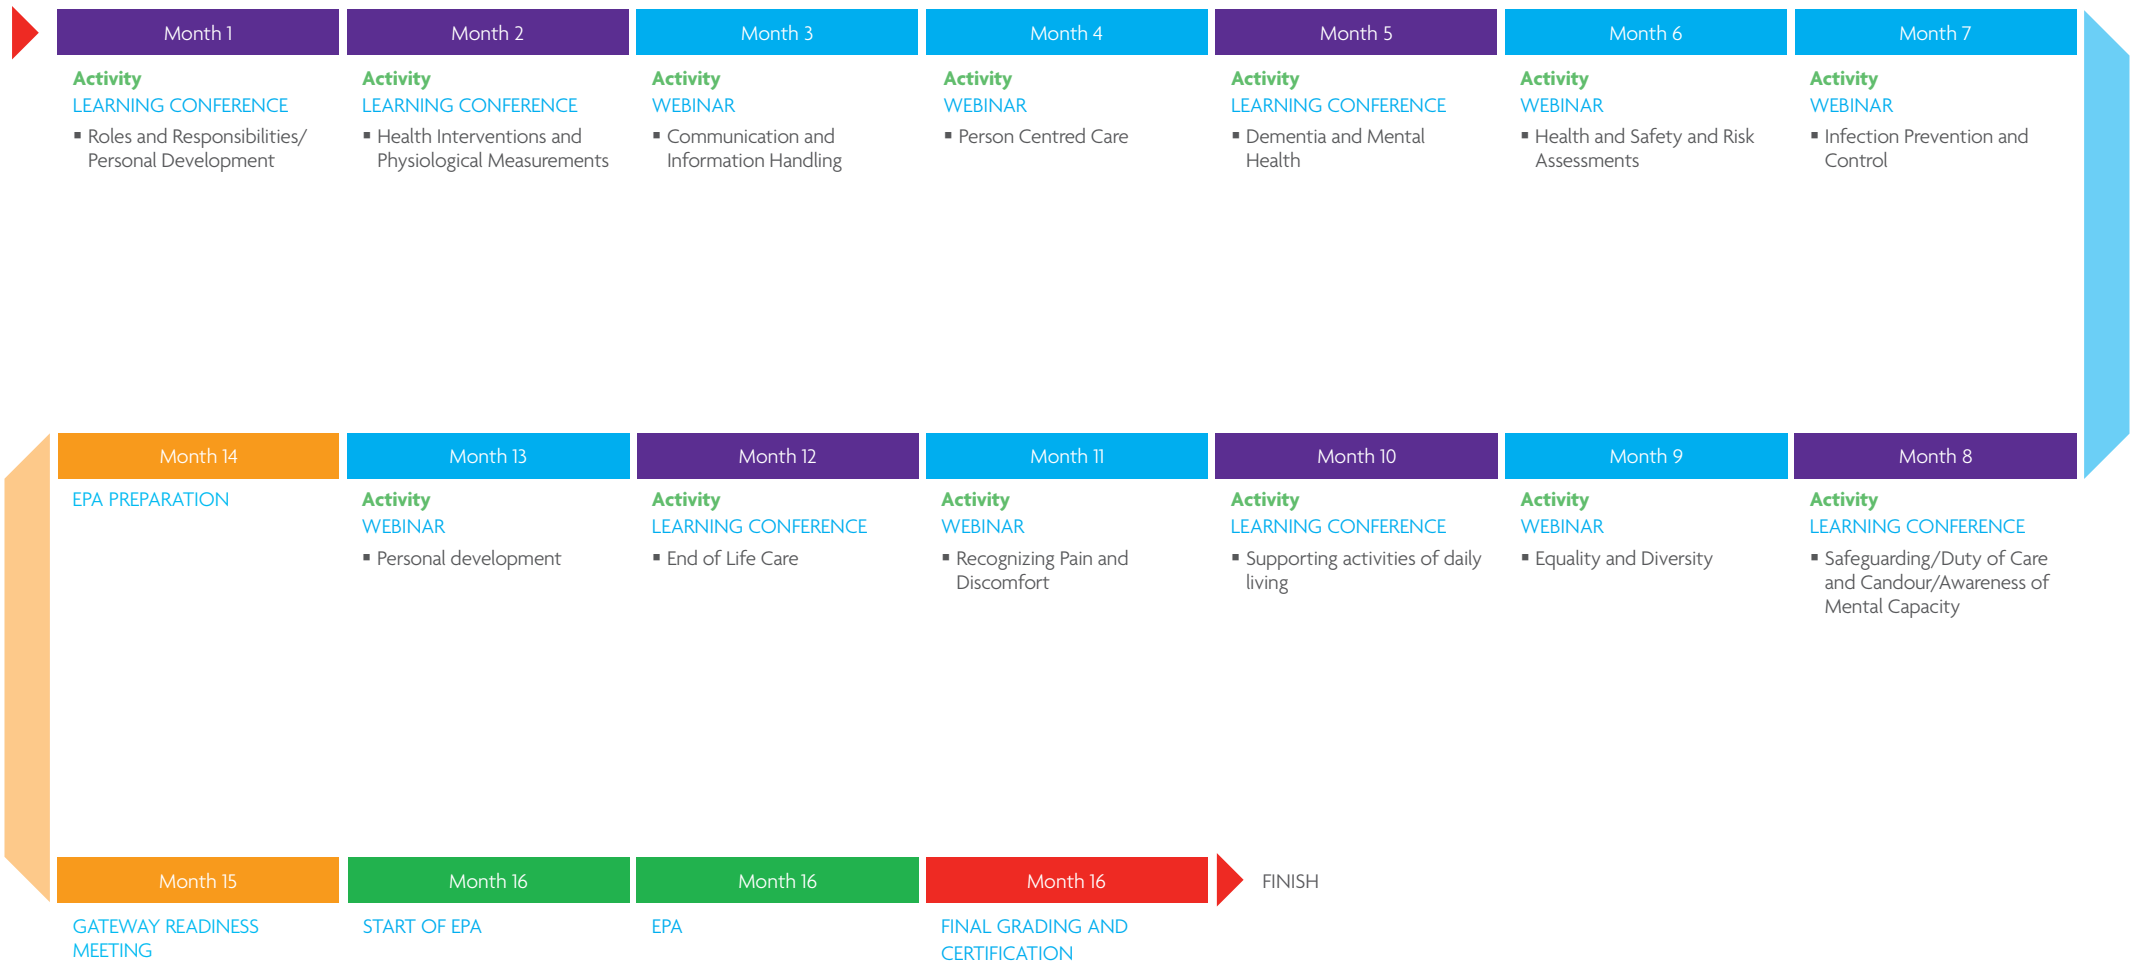 Month 1
Activity
LEARNING CONFERENCE
▪ Roles and Responsibilities/
Personal Development
Month 2
Activity
LEARNING CONFERENCE
▪ Health Interventions and
Physiological Measurements
Month 3
Activity
WEBINAR
▪ Communication and
Information Handling
Month 4
Activity
WEBINAR
▪ Person Centred Care
Month 5
Activity
LEARNING CONFERENCE
▪ Dementia and Mental
Health
Month 6
Activity
WEBINAR
▪ Health and Safety and Risk
Assessments
Month 7
Activity
WEBINAR
▪ Infection Prevention and
Control
Month 8
Activity
LEARNING CONFERENCE
▪ Safeguarding/Duty of Care
and Candour/Awareness of
Mental Capacity
Month 9
Activity
WEBINAR
▪ Equality and Diversity
Month 10
Activity
LEARNING CONFERENCE
▪ Supporting activities of daily
living
Month 11
Activity
WEBINAR
▪ Recognizing Pain and
Discomfort
Month 12
Activity
LEARNING CONFERENCE
▪ End of Life Care
Month 13
Activity
WEBINAR
▪ Personal development
Month 14
EPA PREPARATION
Month 15
GATEWAY READINESS
MEETING
Month 16
START OF EPA
Month 16
EPA
Month 16
FINAL GRADING AND
CERTIFICATION
FINISH